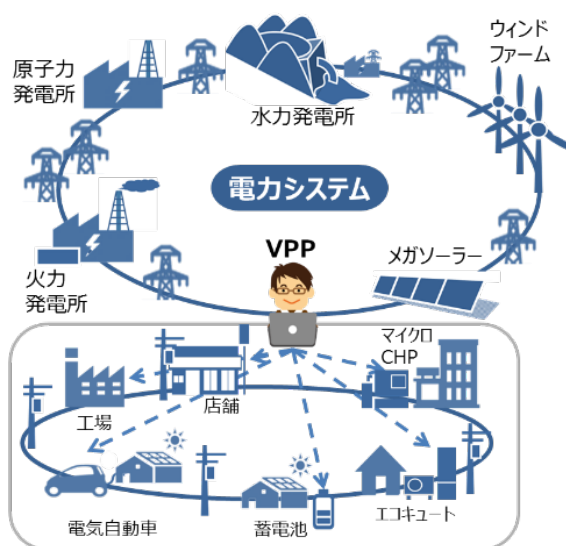 ウィンド
ファーム
原子力
発電所
水力発電所
電力システム
VPP
メガソーラー
火力
発電所
マイクロ
CHP
工場
店舗
電気自動車
蓄電池
エコキュート